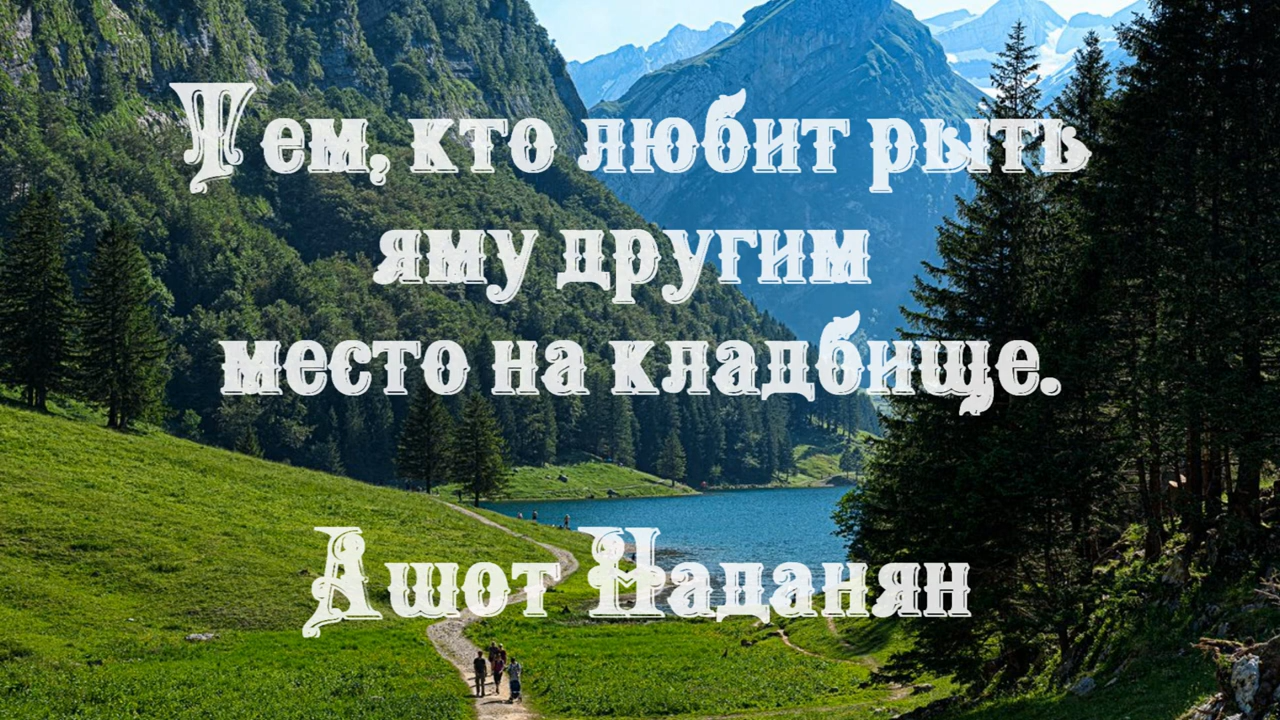 Тем, кто любит рыть
яму другим
место на кладбище.
Ашот Наданян